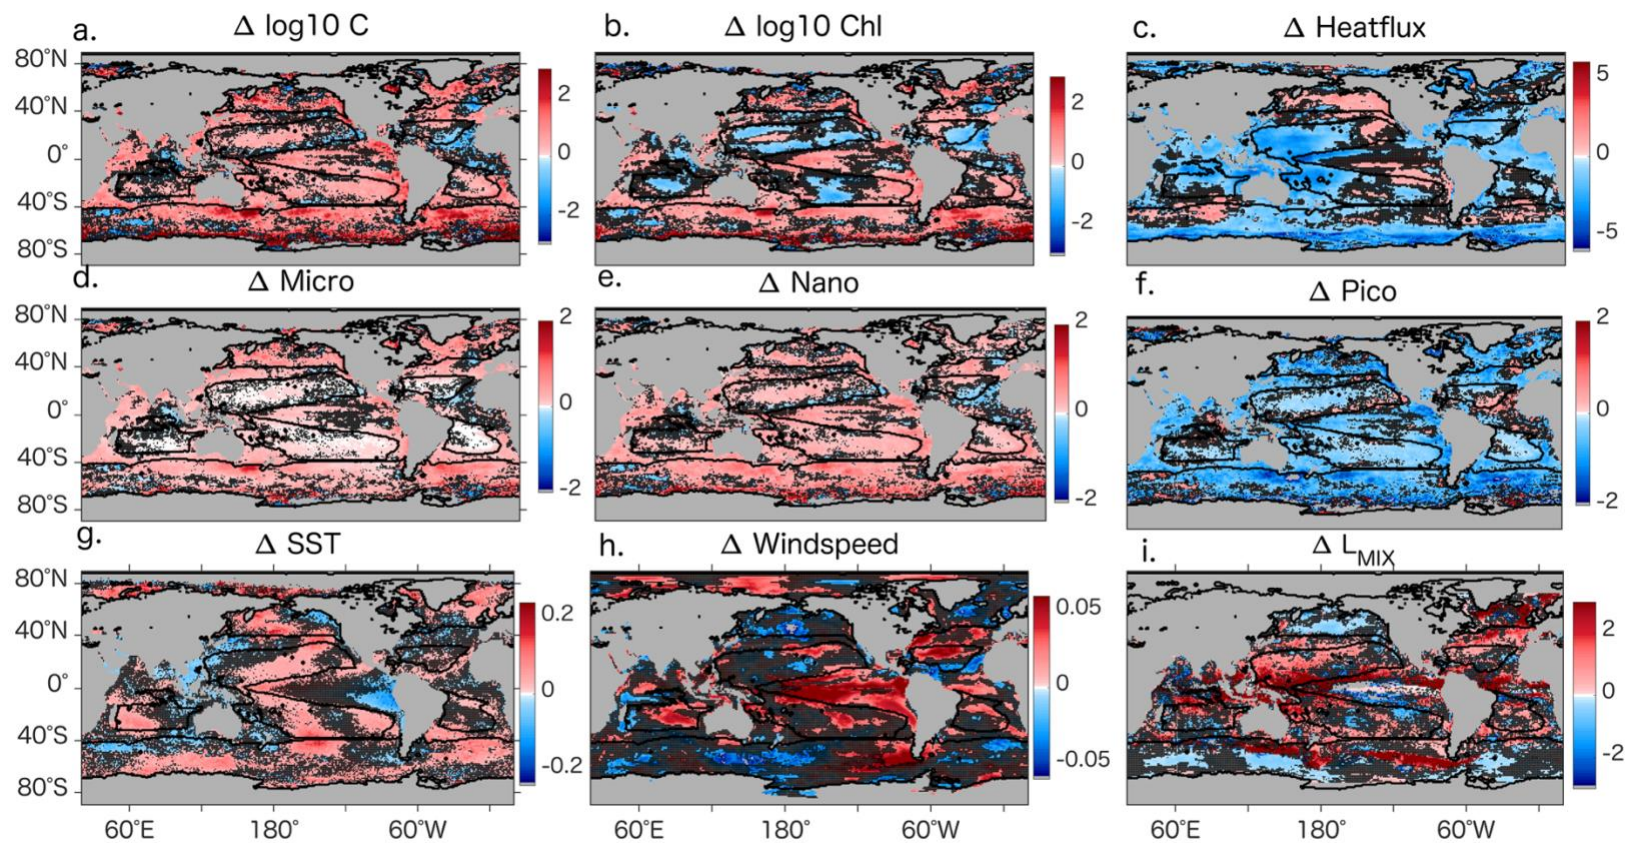 a. Δ log10 C
b. Δ log10 Chl
c. Δ Heatflux
80°N
40°N
0°
40°S
80°S
2
0
-2
2
0
-2
5
0
-5
d. Δ Micro
e. Δ Nano
f. Δ Pico
80°N
40°N
0°
40°S
80°S
2
0
-2
2
0
-2
2
0
-2
g. Δ SST
h. Δ Windspeed
i. Δ LMIX
80°N
40°N
0°
40°S
80°S
0.2
0
-0.2
0.05
0
-0.05
2
0
-2
60°E 180° 60°W
60°E 180° 60°W
60°E 180° 60°W